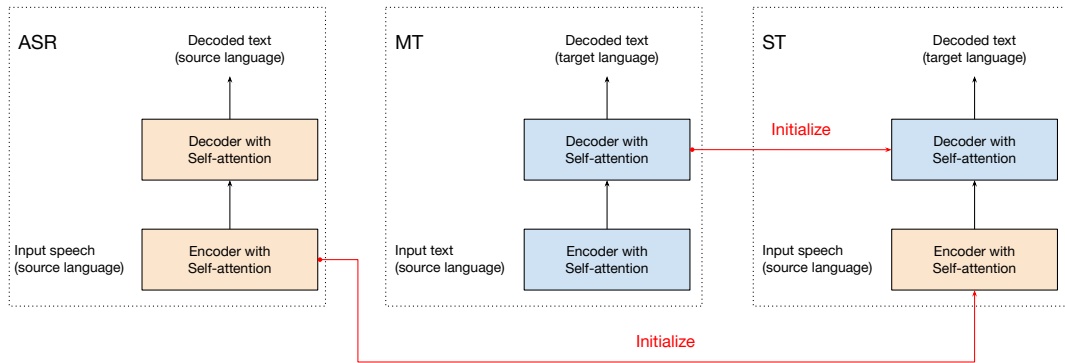 ASR
Decoded text
(source language)
Decoder with
Self-attention
Input speech
(source language)
Encoder with
Self-attention
MT
Decoded text
(target language)
Decoder with
Self-attention
Input text
(source language)
Encoder with
Self-attention
ST
Decoded text
(target language)
Decoder with
Self-attention
Input speech
(source language)
Encoder with
Self-attention
Initialize
Initialize